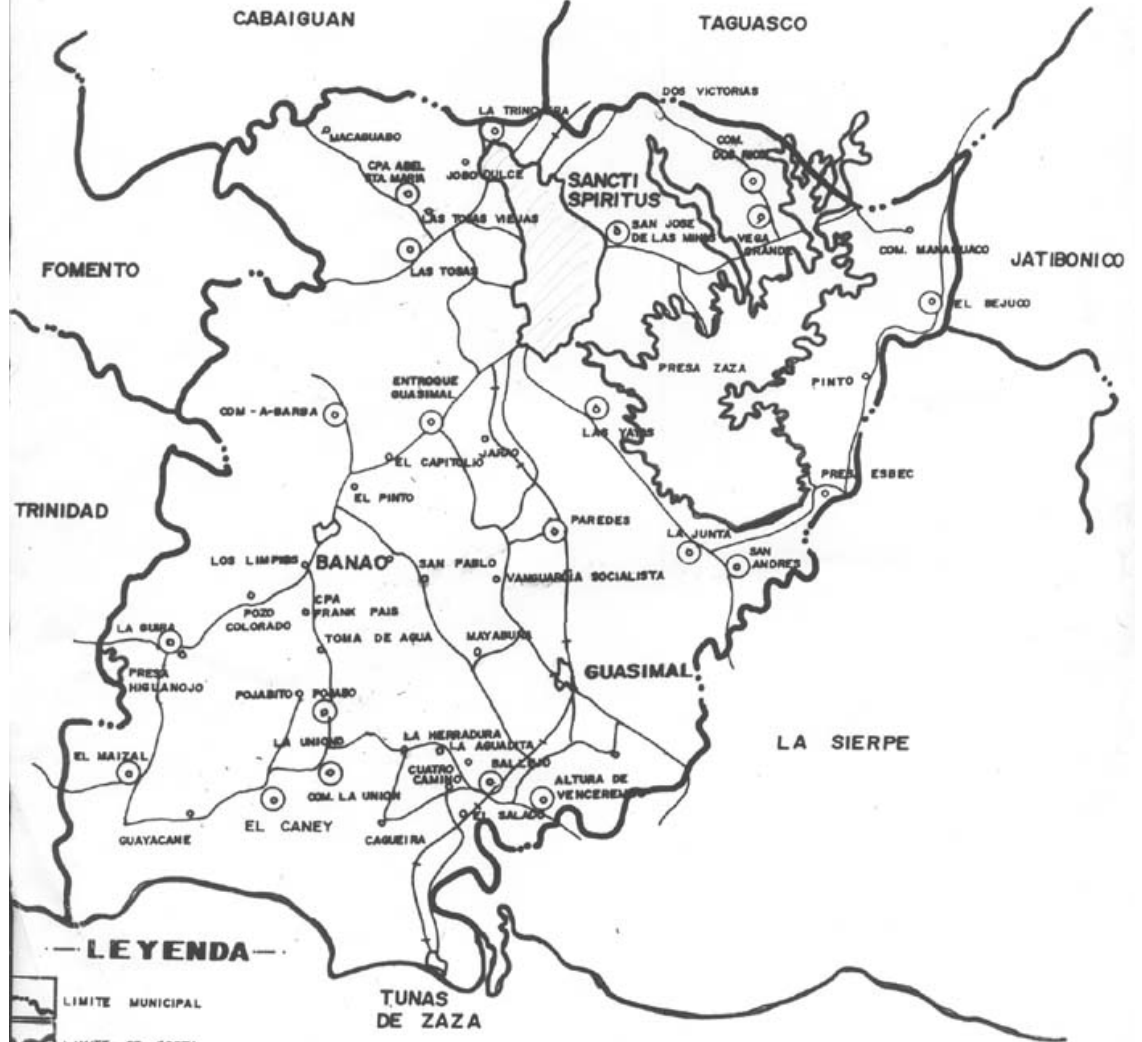 CABAIGUAN
TAGUASCO
DOS VICTORIAS
LA TRINCHERA
MACAGUABO
COM.
DOS RIOS
CPA ABEL
STA. MARIA
JOBO DULCE
SANCTI
SPIRITUS
LAS TOSAS VIEJAS
SAN JOSE
DE LAS MINAS
VEGA
GRANDE
COM. MANAGUACO
FOMENTO
LAS TOSAS
JATIBONICO
EL BEJUCO
PRESA ZAZA
PINTO
ENTROQUE
GUASIMAL
COM - A - BARBA
LAS YAYAS
EL CAPITOLIO
JARAO
EL PINTO
PRESA ESBEC
TRINIDAD
PAREDES
LA JUNTA
SAN
ANDRES
LOS LIMPIOS
BANAO
SAN PABLO
VANGUARDIA SOCIALISTA
POZO
COLORADO
CPA
FRANK PAIS
LA GUIRA
TOMA DE AGUA
MAYABUNA
PRESA
HIGUANOJO
GUASIMAL
POJABITO
POJABO
LA SIERPE
LA UNION
LA HERRADURA
LA AGUADITA
EL MAIZAL
CUATRO
CAMINO
BALLEJO
COM. LA UNION
ALTURA DE
VENCEREMOS
EL CANEY
EL SALADO
GUAYACANE
CAGUEIRA
— LEYENDA —
LIMITE MUNICIPAL
TUNAS
DE ZAZA